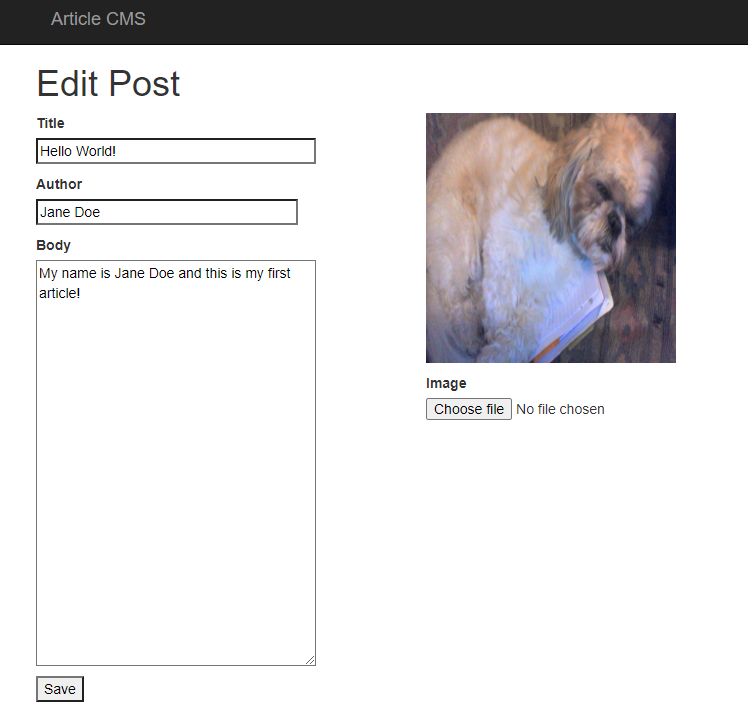 Article CMS
Edit Post
Title
Hello World!
Author
Jane Doe
Body
My name is Jane Doe and this is my first
article!
Save
Image
Choose file No file chosen